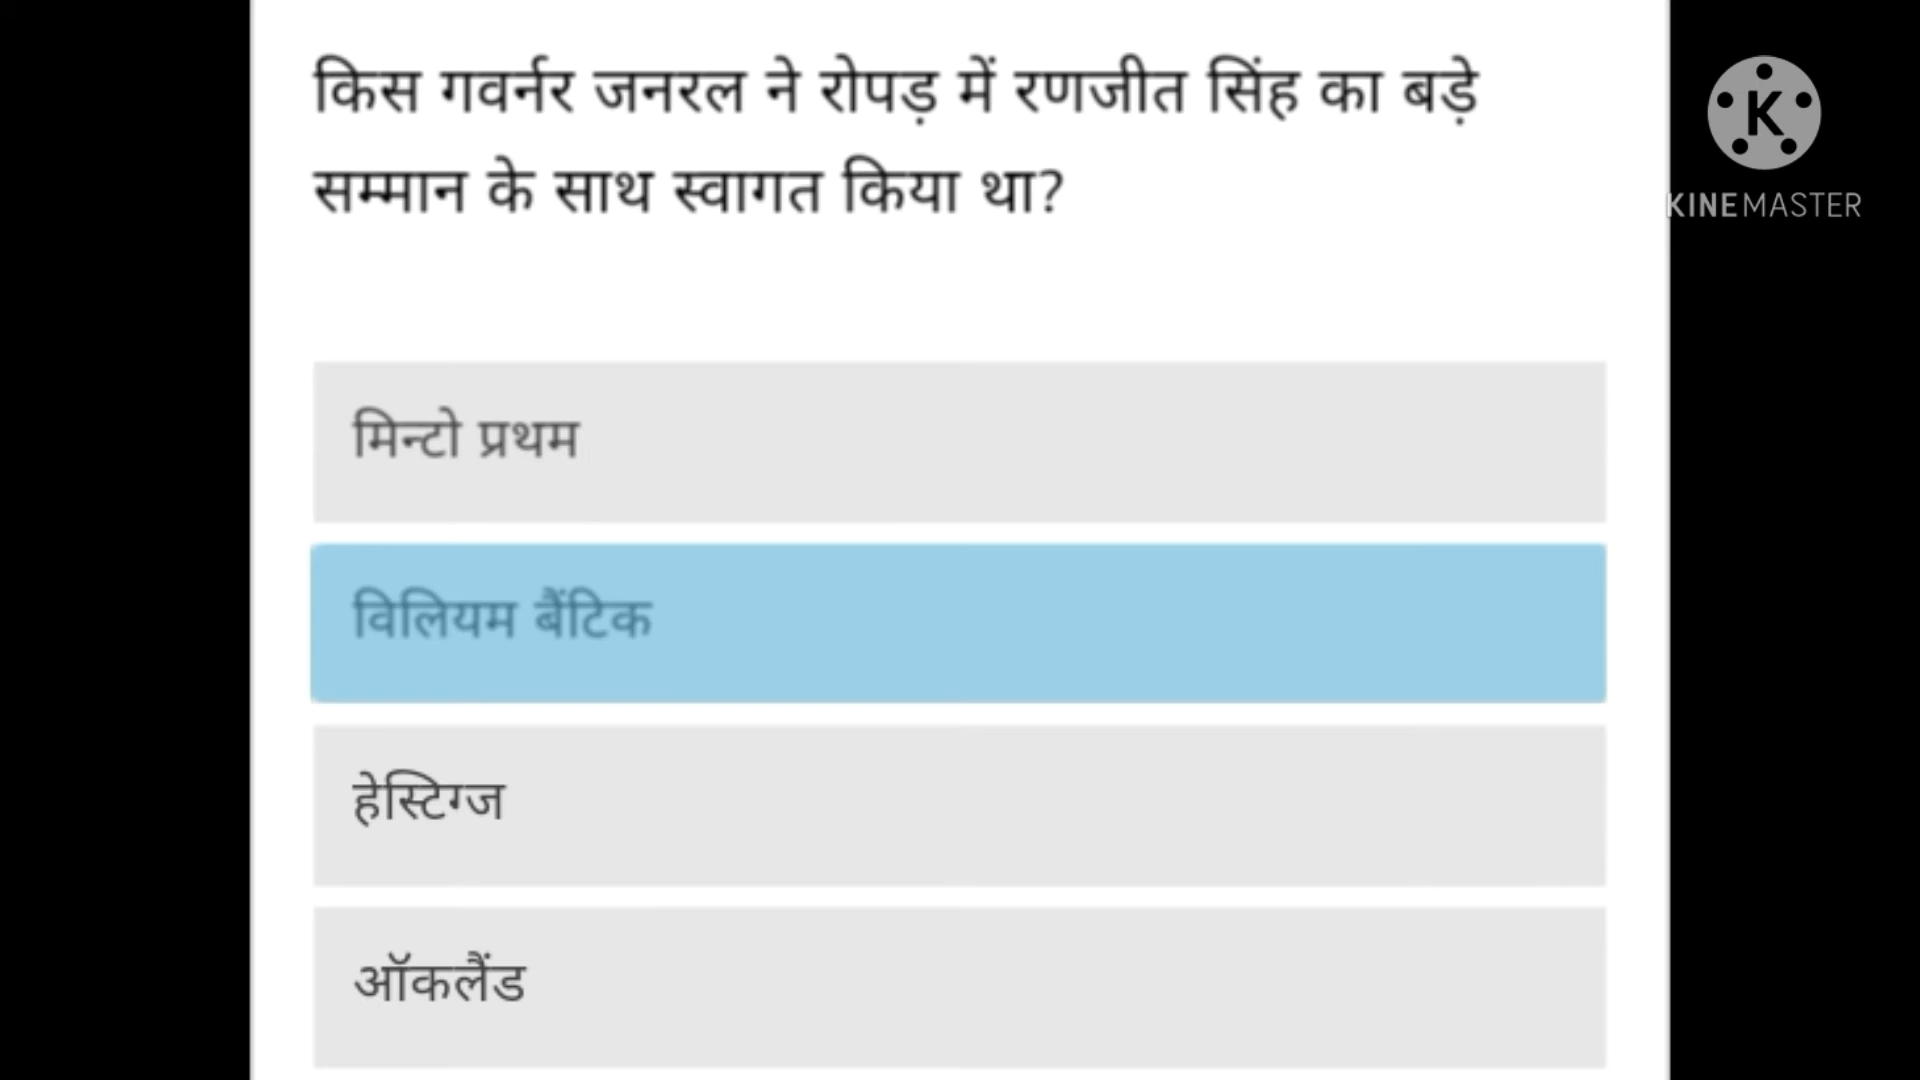 किस गवर्नर जनरल ने रोपड़ में रणजीत सिंह का बड़े
सम्मान के साथ स्वागत किया था?
K
KINEMASTER
मिन्टो प्रथम
विलियम बैंटिक
हेस्टिग्ज
ऑकलैंड